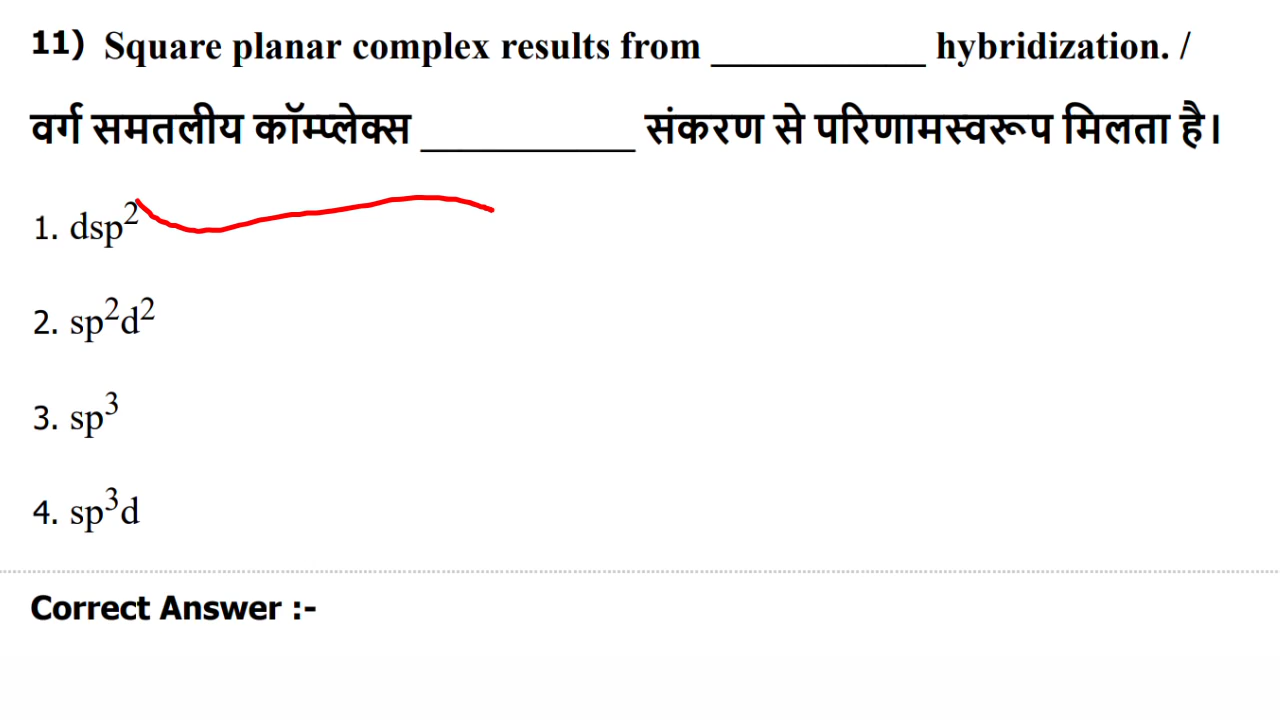 11) Square planar complex results from ___________ hybridization. /
वर्ग समतलीय कॉम्प्लेक्स ___________ संकरण से परिणामस्वरूप मिलता है।
1. dsp²
2. sp²d²
3. sp³
4. sp³d
Correct Answer :-